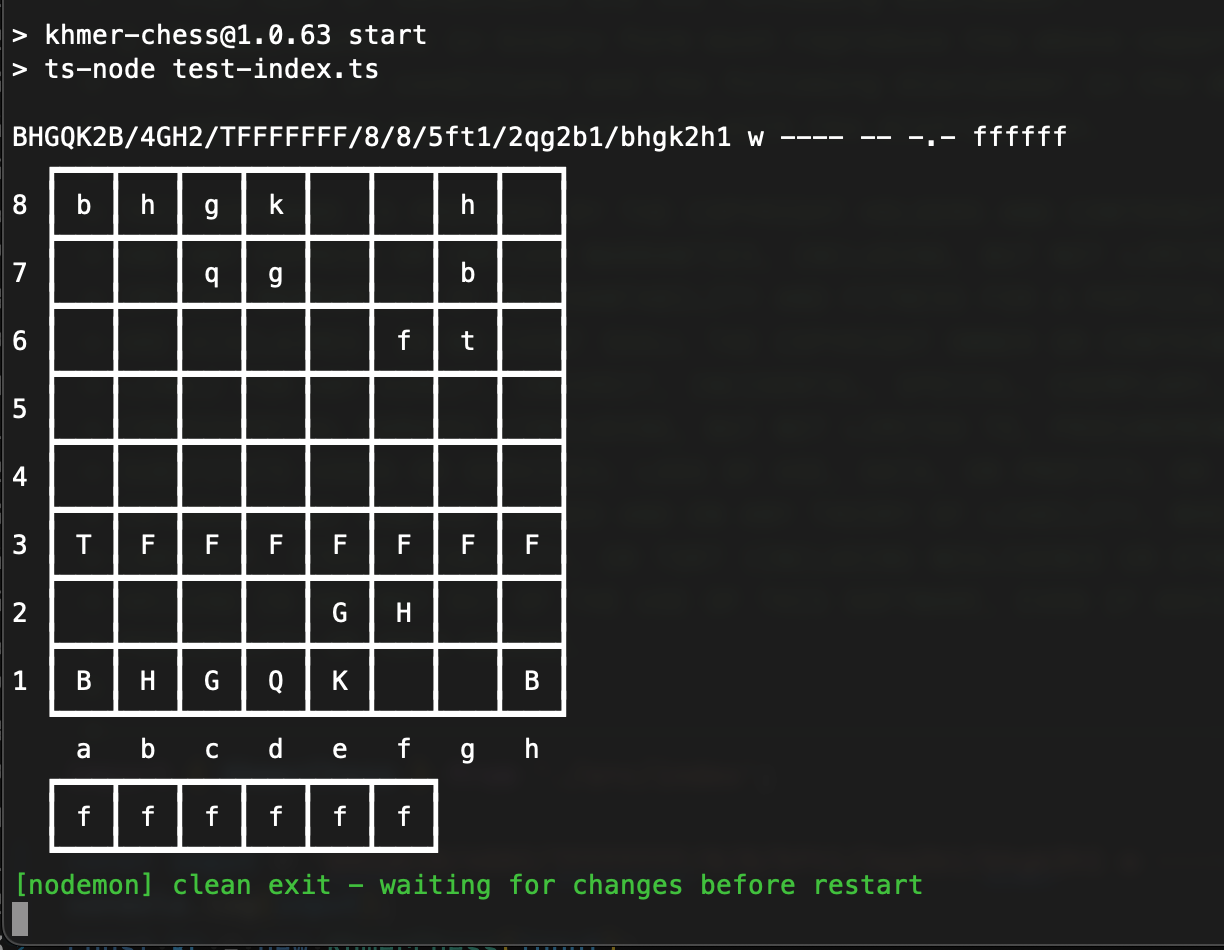 > khmer-chess@1.0.63 start
> ts-node test-index.ts
BHGQK2B/4GH2/TFFFFFFF/8/8/5ft1/2qg2b1/bhgk2h1 w ---- -- -.- ffffff
8 b h g k h
7 q g b
6 f t
5
4
3 T F F F F F F F
2 G H
1 B H G Q K B
a b c d e f g h
f f f f f f
[nodemon] clean exit - waiting for changes before restart